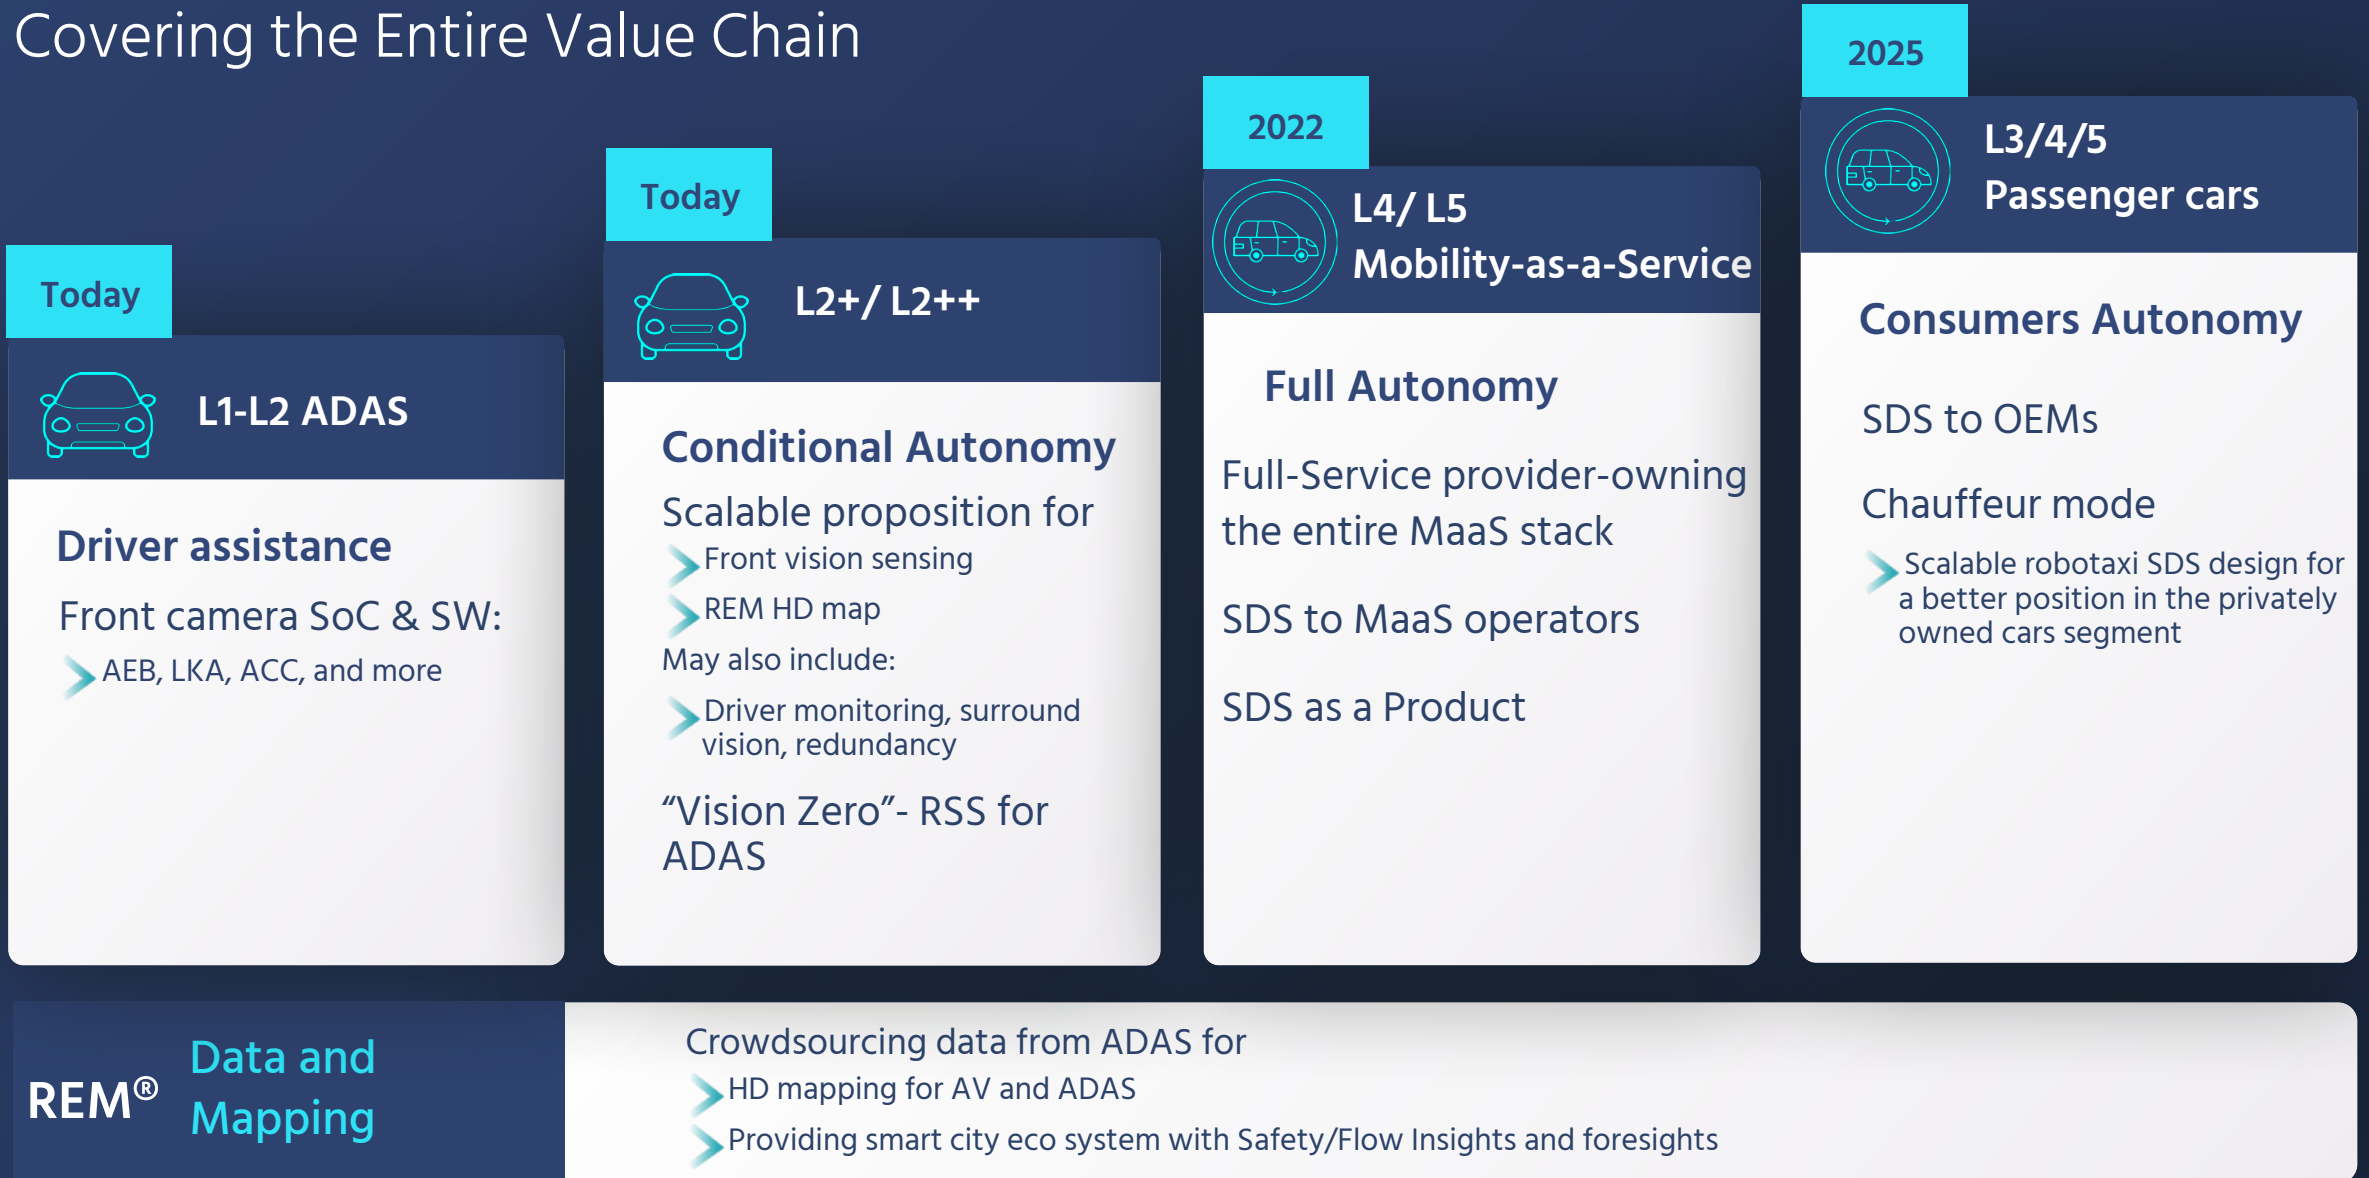 Covering the Entire Value Chain
Today
L1-L2 ADAS
Driver assistance
Front camera SoC & SW:
AEB, LKA, ACC, and more
Today
L2+/ L2++
Conditional Autonomy
Scalable proposition for
Front vision sensing
REM HD map
May also include:
Driver monitoring, surround
vision, redundancy
“Vision Zero”- RSS for
ADAS
2022
L4/ L5
Mobility-as-a-Service
Full Autonomy
Full-Service provider-owning
the entire MaaS stack
SDS to MaaS operators
SDS as a Product
2025
L3/4/5
Passenger cars
Consumers Autonomy
SDS to OEMs
Chauffeur mode
Scalable robotaxi SDS design for
a better position in the privately
owned cars segment
REM®
Data and
Mapping
Crowdsourcing data from ADAS for
HD mapping for AV and ADAS
Providing smart city eco system with Safety/Flow Insights and foresights